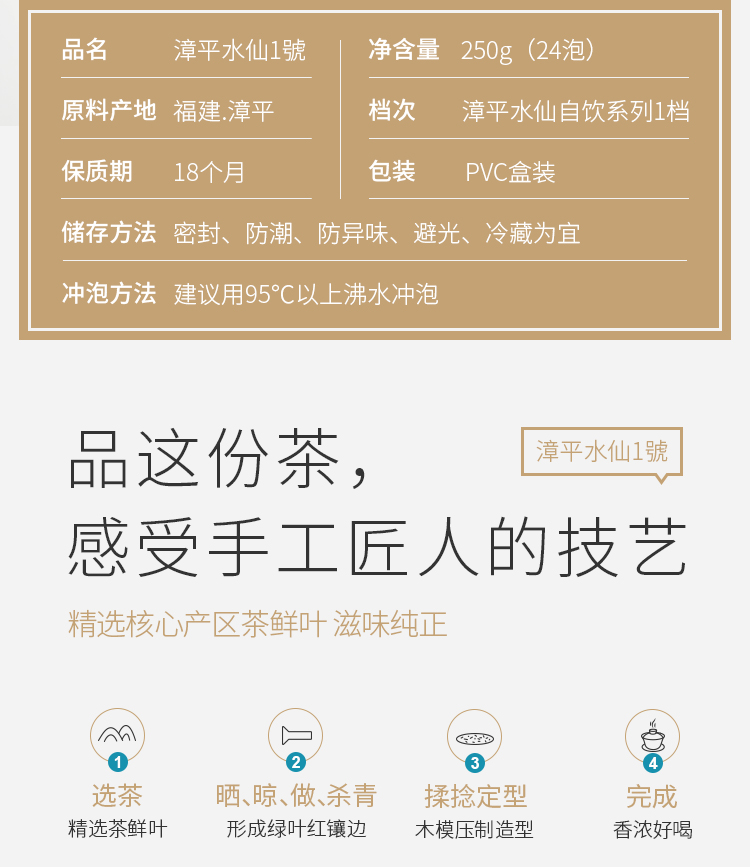 品名 漳平水仙1號 净含量 250g（24泡）
原料产地 福建.漳平 档次 漳平水仙自饮系列1档
保质期 18个月 包装 PVC盒装
储存方法 密封、防潮、防异味、避光、冷藏为宜
冲泡方法 建议用95℃以上沸水冲泡
品这份茶，
漳平水仙1號
感受手工匠人的技艺
精选核心产区茶鲜叶 滋味纯正
1 2 3 4
选茶 晒、晾、做、杀青 揉捻定型 完成
精选茶鲜叶 形成绿叶红镶边 木模压制造型 香浓好喝